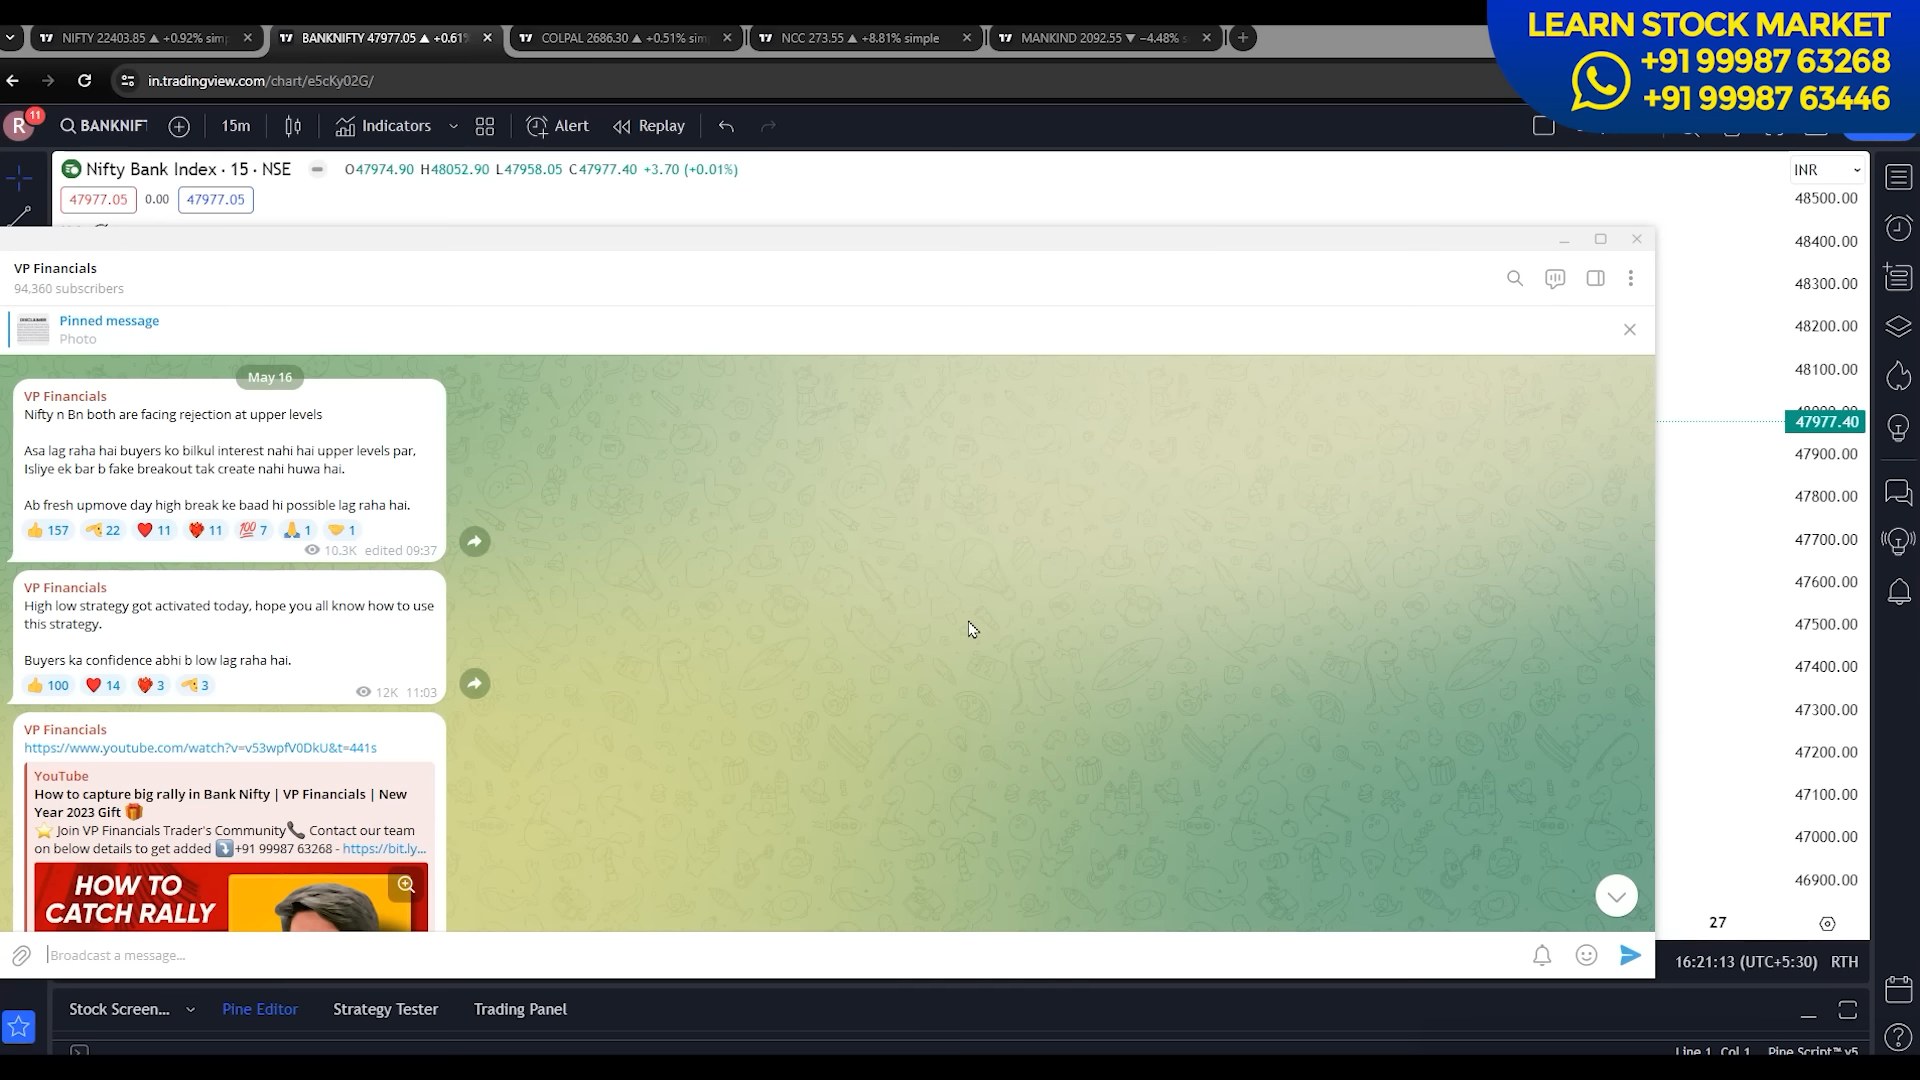 LEARN STOCK MARKET
+91 99987 63268
+91 99987 63446
NIFTY 22403.85 ▲ +0.92% sim
BANKNIFTY 47977.05 ▲ +0.61%
COLPAL 2686.30 ▲ +0.51% sim
NCC 273.55 ▲ +8.81% simple
MANKIND 2092.55 ▼ −4.48%
in.tradingview.com/chart/e5cKy02G/
R
11
BANKNIF
15m
Indicators
Alert
Replay
Nifty Bank Index · 15 · NSE
O47974.90 H48052.90 L47958.05 C47977.40 +3.70 (+0.01%)
INR
47977.05
0.00
47977.05
48500.00
48400.00
48300.00
48200.00
48100.00
47977.40
47900.00
47800.00
47700.00
47600.00
47500.00
47400.00
47300.00
47200.00
47100.00
47000.00
46900.00
27
VP Financials
94,360 subscribers
Pinned message
Photo
May 16
VP Financials
Nifty n Bn both are facing rejection at upper levels
Asa lag raha hai buyers ko bilkul interest nahi hai upper levels par,
Isliye ek bar b fake breakout tak create nahi huwa hai.
Ab fresh upmove day high break ke baad hi possible lag raha hai.
👍 157 22 ❤️ 11 11 💯 7 🙏 1 🤝 1
10.3K edited 09:37
VP Financials
High low strategy got activated today, hope you all know how to use
this strategy.
Buyers ka confidence abhi b low lag raha hai.
👍 100 ❤️ 14 3 3
12K 11:03
VP Financials
https://www.youtube.com/watch?v=v53wpfV0DkU&t=441s
YouTube
How to capture big rally in Bank Nifty | VP Financials | New
Year 2023 Gift 🎁
⭐ Join VP Financials Trader's Community📞 Contact our team
on below details to get added ⤵️+91 99987 63268 - https://bit.ly...
HOW TO
CATCH RALLY
Broadcast a message...
16:21:13 (UTC+5:30) RTH
Stock Screen...
Pine Editor
Strategy Tester
Trading Panel
Line 1, Col 1 Pine Script™ v5